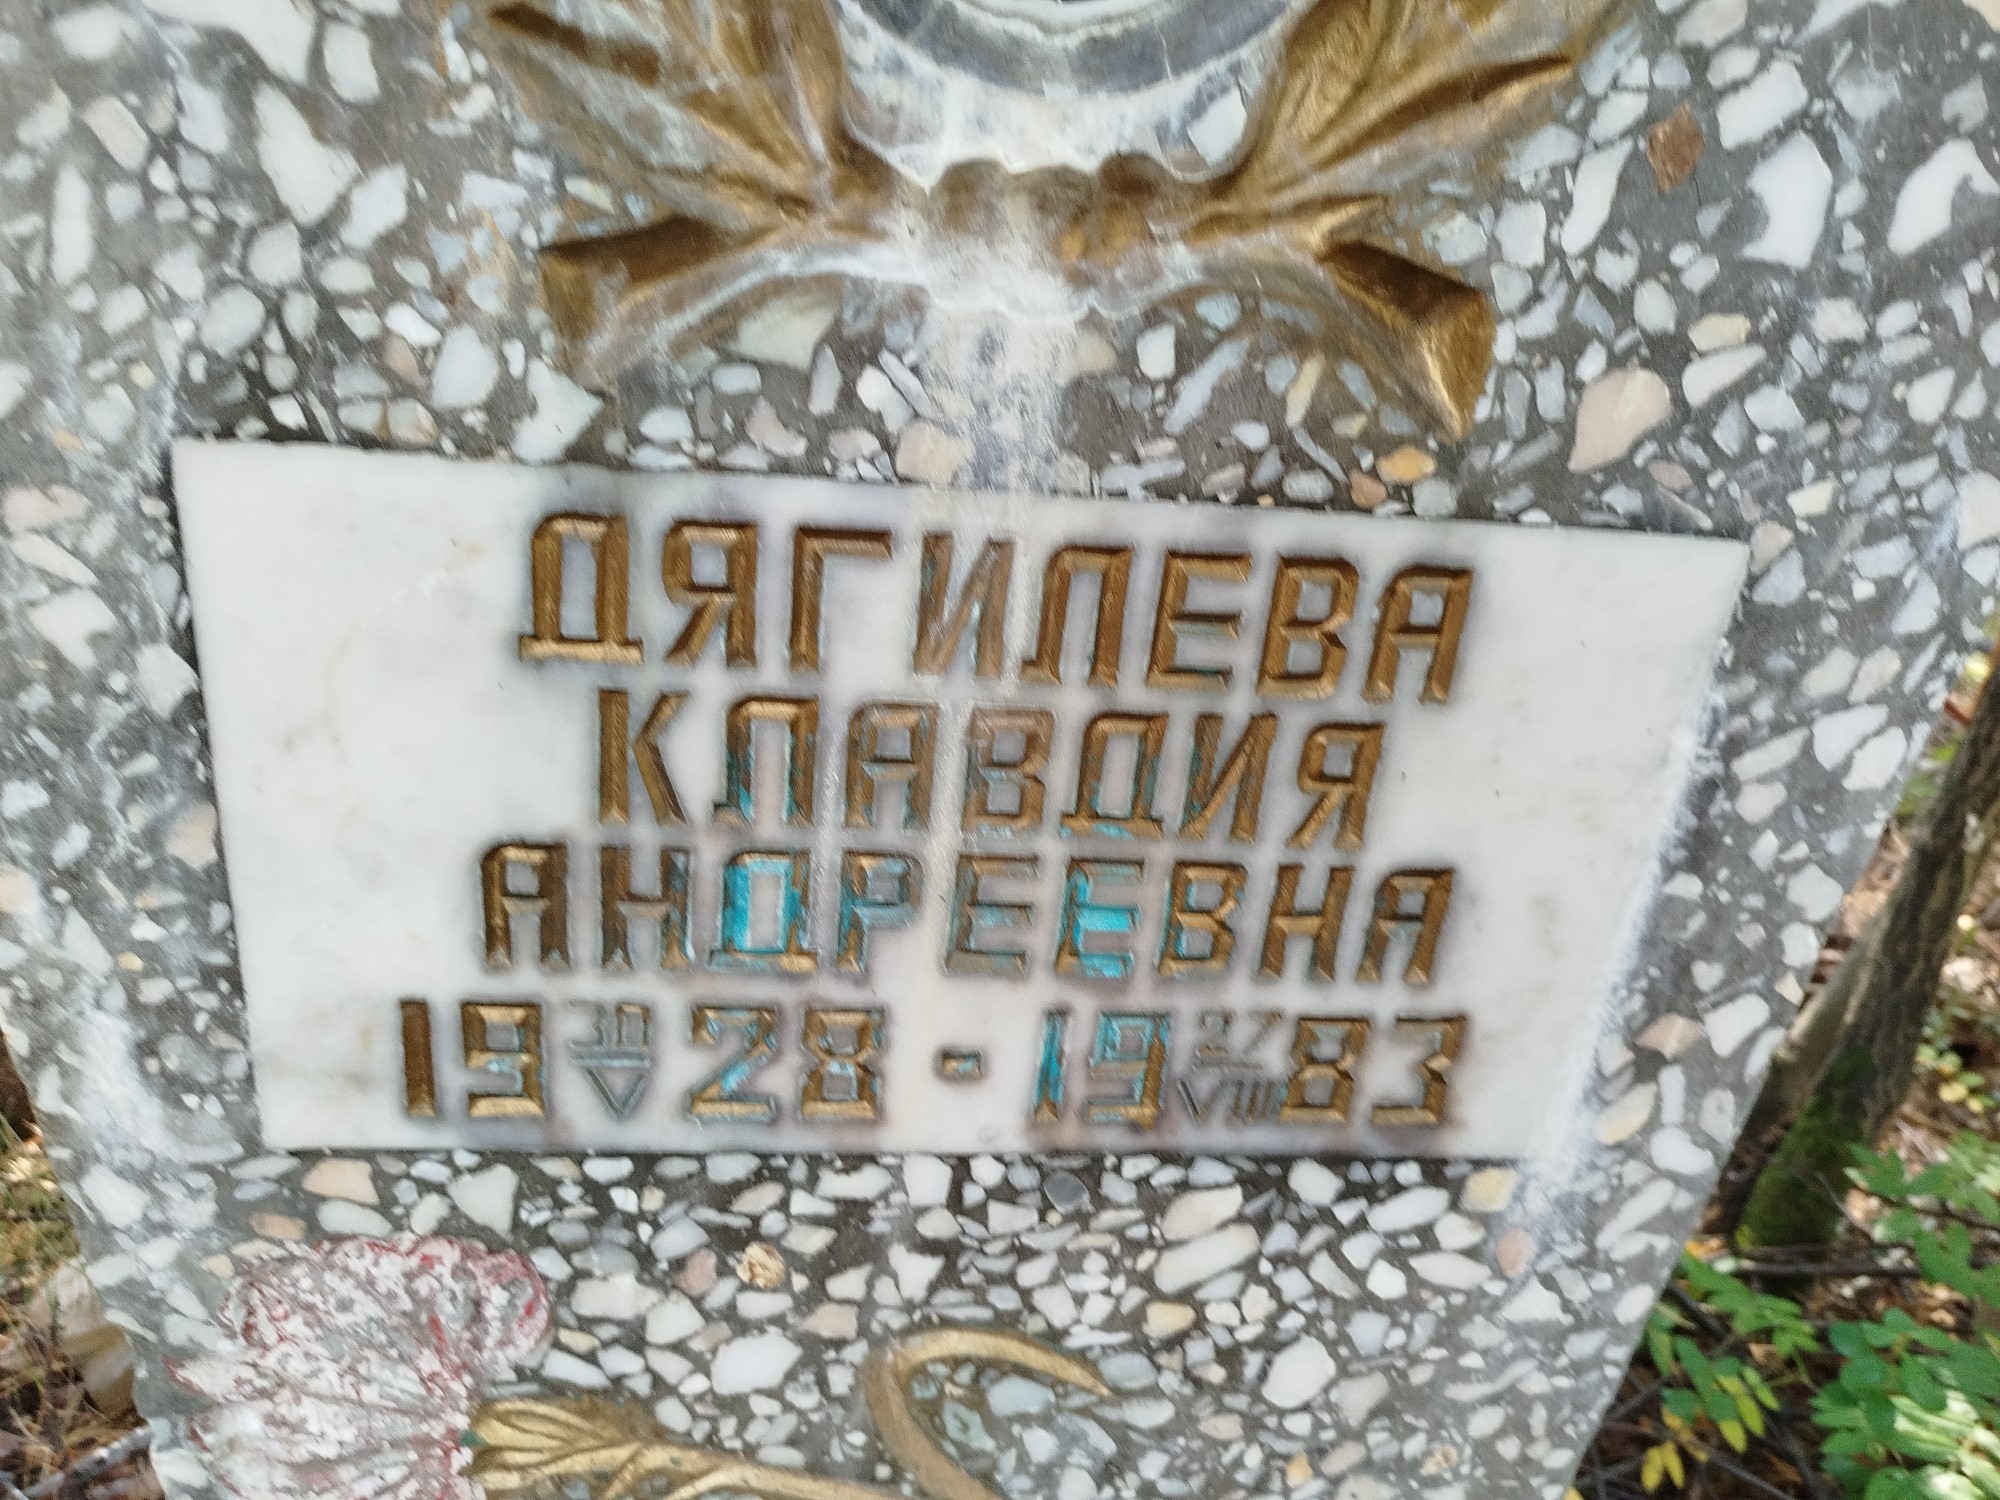 ДЯГИЛЕВА
КЛАВДИЯ
АНДРЕЕВНА
19 30/V 28 - 19 27/VIII 83